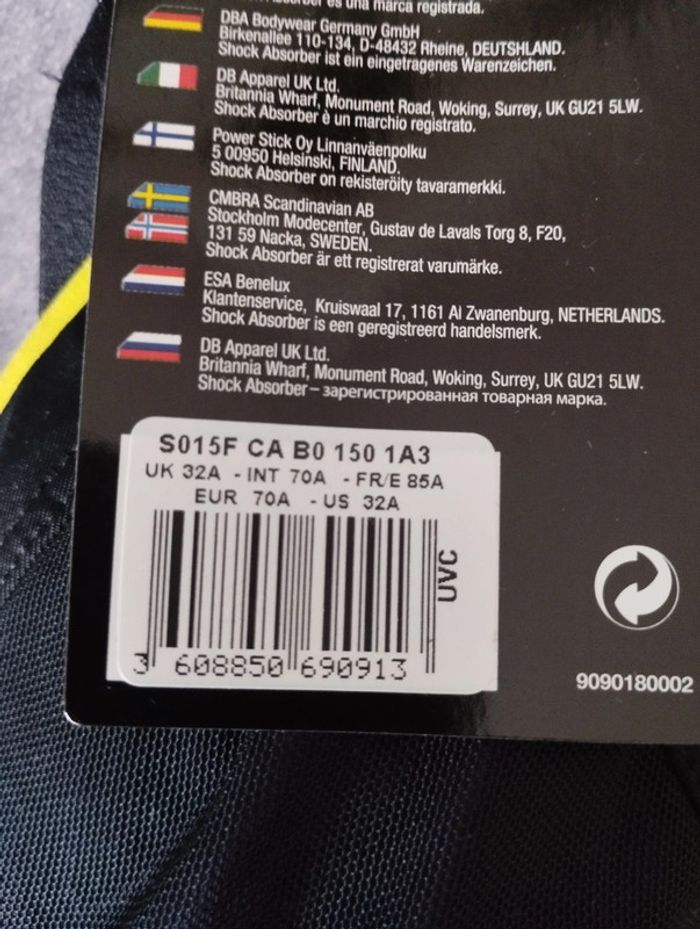 es una marca registrada.
DBA Bodywear Germany GmbH
Birkenallee 110-134, D-48432 Rheine, DEUTSHLAND.
Shock Absorber ist ein eingetragenes Warenzeichen.
DB Apparel UK Ltd.
Britannia Wharf, Monument Road, Woking, Surrey, UK GU21 5LW.
Shock Absorber è un marchio registrato.
Power Stick Oy Linnanväenpolku
5 00950 Helsinski, FINLAND.
Shock Absorber on rekisteröity tavaramerkki.
CMBRA Scandinavian AB
Stockholm Modecenter, Gustav de Lavals Torg 8, F20,
131 59 Nacka, SWEDEN.
Shock Absorber är ett registrerat varumärke.
ESA Benelux
Klantenservice, Kruiswaal 17, 1161 Al Zwanenburg, NETHERLANDS.
Shock Absorber is een geregistreerd handelsmerk.
DB Apparel UK Ltd.
Britannia Wharf, Monument Road, Woking, Surrey, UK GU21 5LW.
Shock Absorber – зарегистрированная товарная марка.
S015F CA B0 150 1A3
UK 32A - INT 70A - FR/E 85A
EUR 70A - US 32A
UVC
3 608850 690913
9090180002